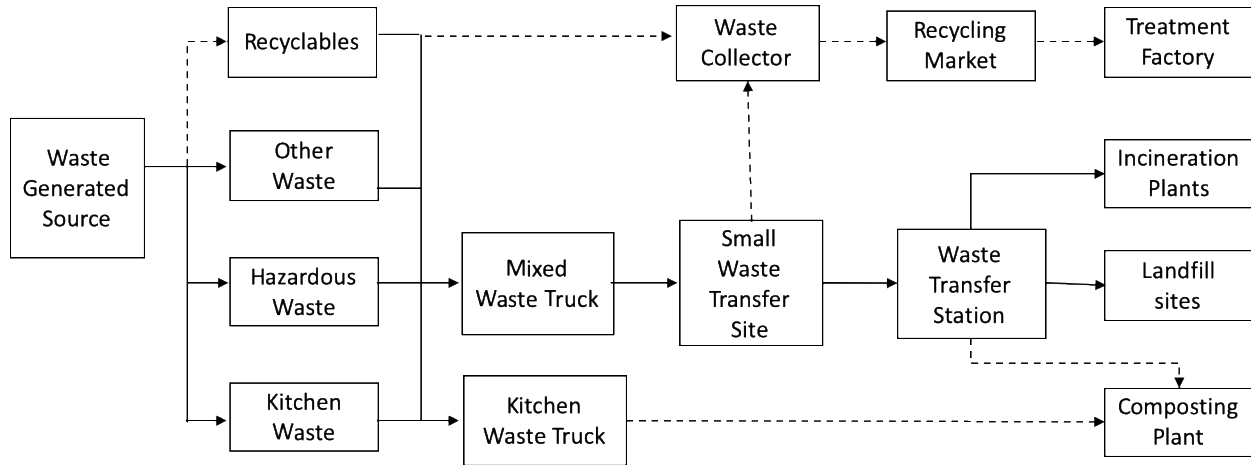 Recyclables
Waste
Collector
Recycling
Market
Treatment
Factory
Waste
Generated
Source
Other
Waste
Incineration
Plants
Hazardous
Waste
Mixed
Waste Truck
Small
Waste
Transfer
Site
Waste
Transfer
Station
Landfill
sites
Kitchen
Waste
Kitchen
Waste Truck
Composting
Plant